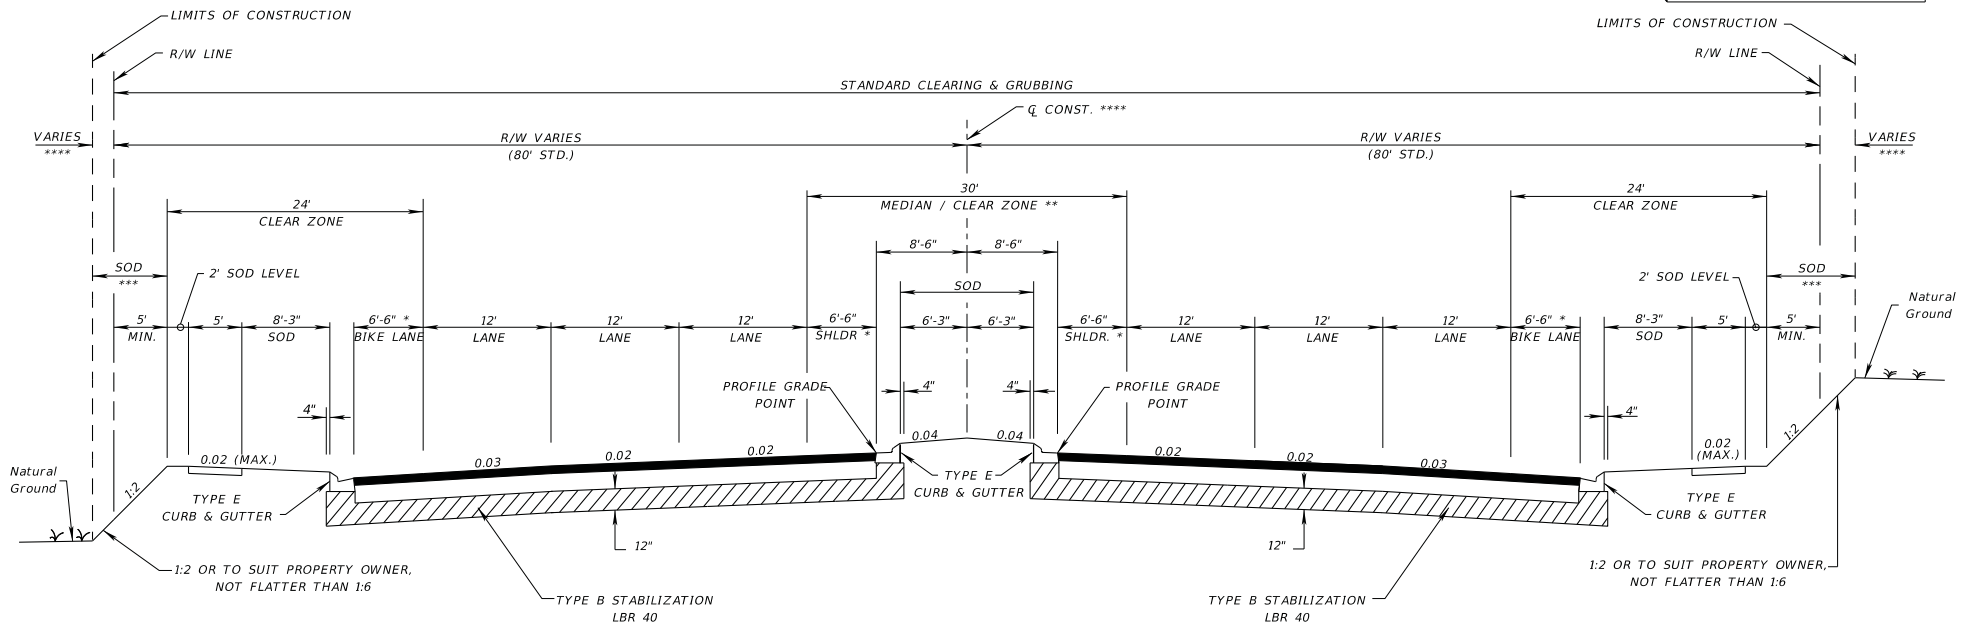 LIMITS OF CONSTRUCTION
LIMITS OF CONSTRUCTION
R/W LINE
R/W LINE
STANDARD CLEARING & GRUBBING
℄ CONST. ****
VARIES
****
R/W VARIES
(80' STD.)
R/W VARIES
(80' STD.)
VARIES
****
30'
MEDIAN / CLEAR ZONE **
24'
CLEAR ZONE
24'
CLEAR ZONE
8'-6" 8'-6"
SOD
***
2' SOD LEVEL
SOD
2' SOD LEVEL
SOD
***
Natural
Ground
5'
MIN.
5'
8'-3"
SOD
6'-6" *
BIKE LANE
12'
LANE
12'
LANE
12'
LANE
6'-6"
SHLDR *
6'-3" 6'-3"
6'-6"
SHLDR. *
12'
LANE
12'
LANE
12'
LANE
6'-6" *
BIKE LANE
8'-3"
SOD
5'
5'
MIN.
PROFILE GRADE
POINT
4" 4"
PROFILE GRADE
POINT
4" 4"
0.02 (MAX.) 0.03 0.02 0.02 0.04 0.04 0.02 0.02 0.03
0.02
(MAX.)
1:2
1:2
Natural
Ground
TYPE E
CURB & GUTTER
TYPE E
CURB & GUTTER
TYPE E
CURB & GUTTER
12" 12"
1:2 OR TO SUIT PROPERTY OWNER,
NOT FLATTER THAN 1:6
1:2 OR TO SUIT PROPERTY OWNER,
NOT FLATTER THAN 1:6
TYPE B STABILIZATION
LBR 40
TYPE B STABILIZATION
LBR 40